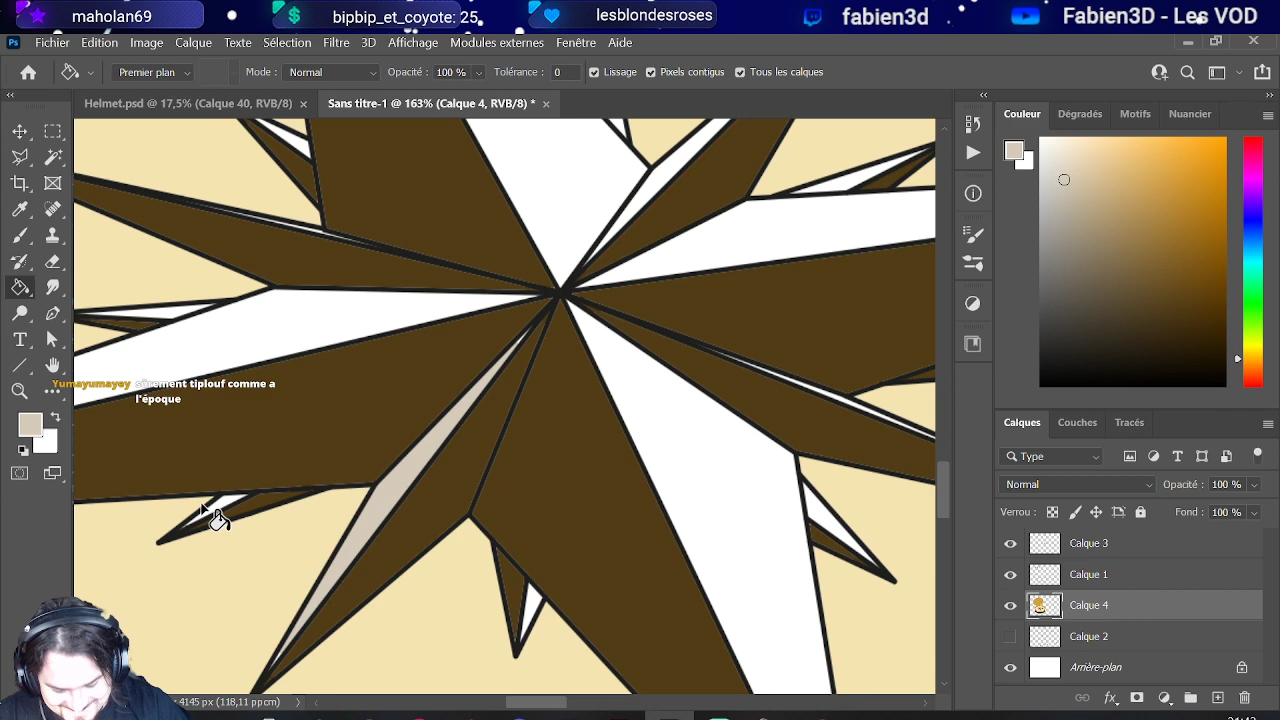 maholan69
bipbip_et_coyote: 25
lesblondesroses
fabien3d
Fabien3D - Les VOD
Ps Fichier Edition Image Calque Texte Sélection Filtre 3D Affichage Modules externes Fenêtre Aide
Premier plan Mode : Normal Opacité : 100 % Tolérance : 0 Lissage Pixels contigus Tous les calques
Helmet.psd @ 17,5% (Calque 40, RVB/8) Sans titre-1 @ 163% (Calque 4, RVB/8) *
Couleur Dégradés Motifs Nuancier
Yumayumayey sûrement tiplouf comme a
l'époque
Calques Couches Tracés
Type
Normal Opacité : 100 %
Verrou : Fond : 100 %
Calque 3
Calque 1
Calque 4
Calque 2
Arrière-plan
4145 px (118,11 ppcm)